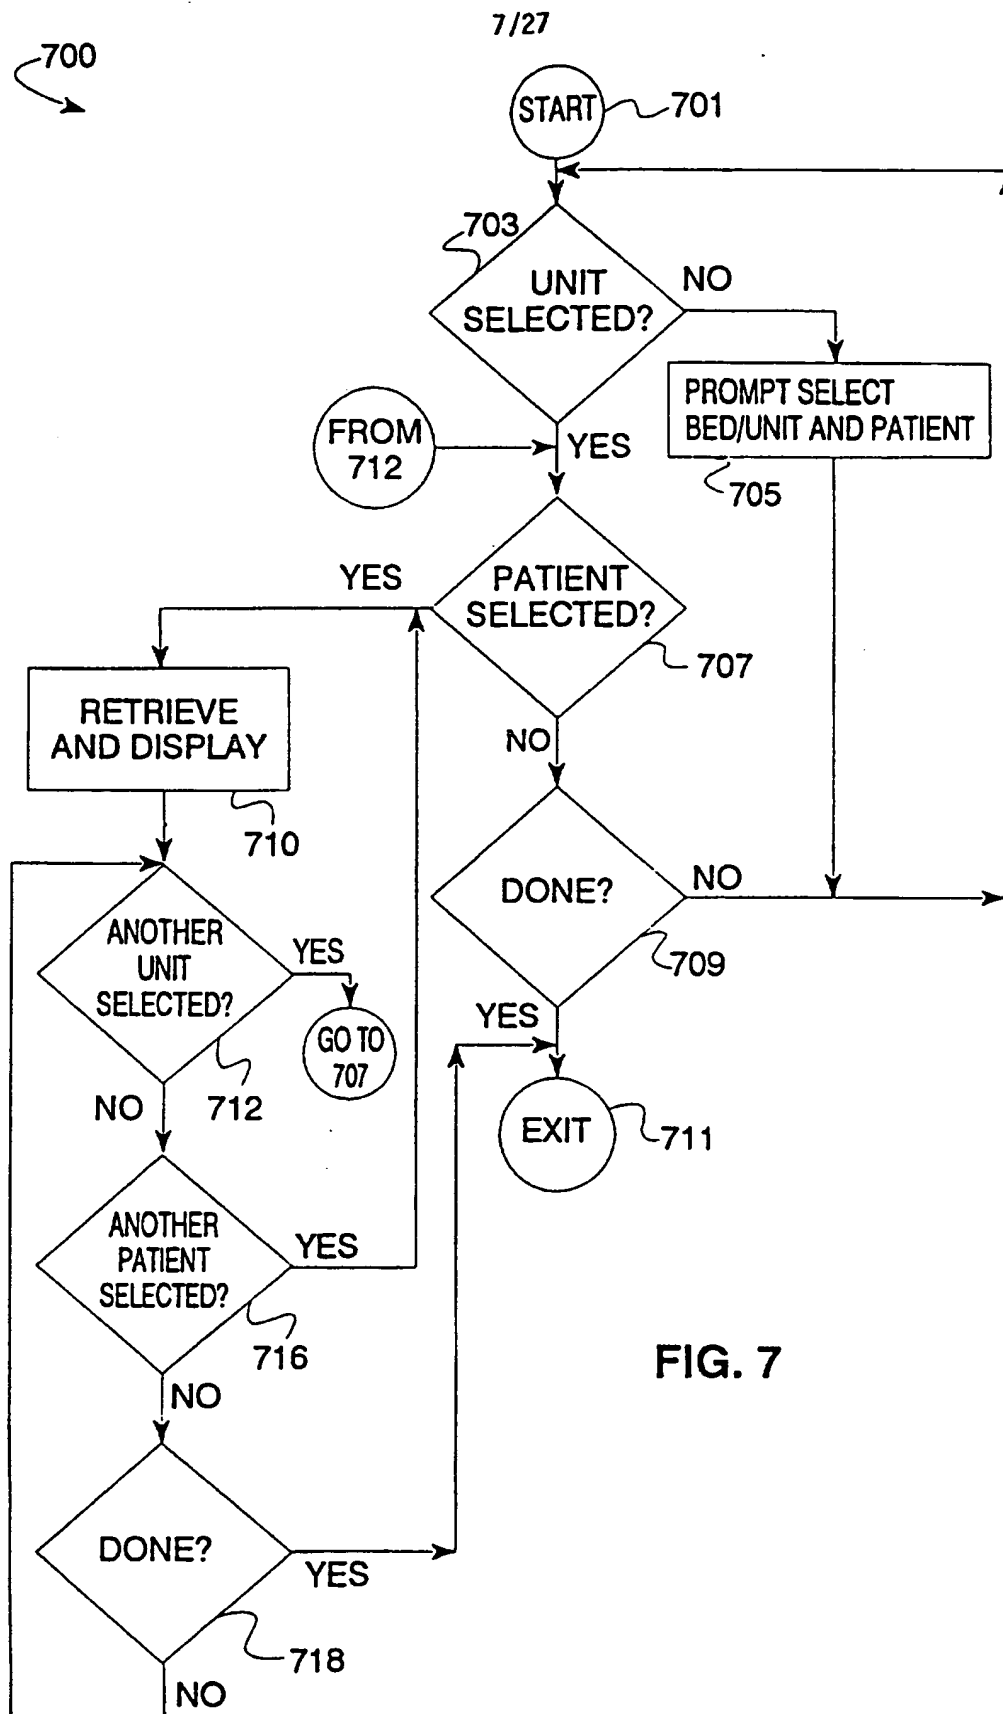 7/27
700
START
701
703
UNIT
SELECTED?
NO
PROMPT SELECT
BED/UNIT AND PATIENT
705
FROM
712
YES
YES
PATIENT
SELECTED?
707
RETRIEVE
AND DISPLAY
710
NO
DONE?
NO
709
ANOTHER
UNIT
SELECTED?
YES
GO TO
707
712
NO
YES
EXIT
711
ANOTHER
PATIENT
SELECTED?
YES
716
NO
FIG. 7
DONE?
YES
718
NO